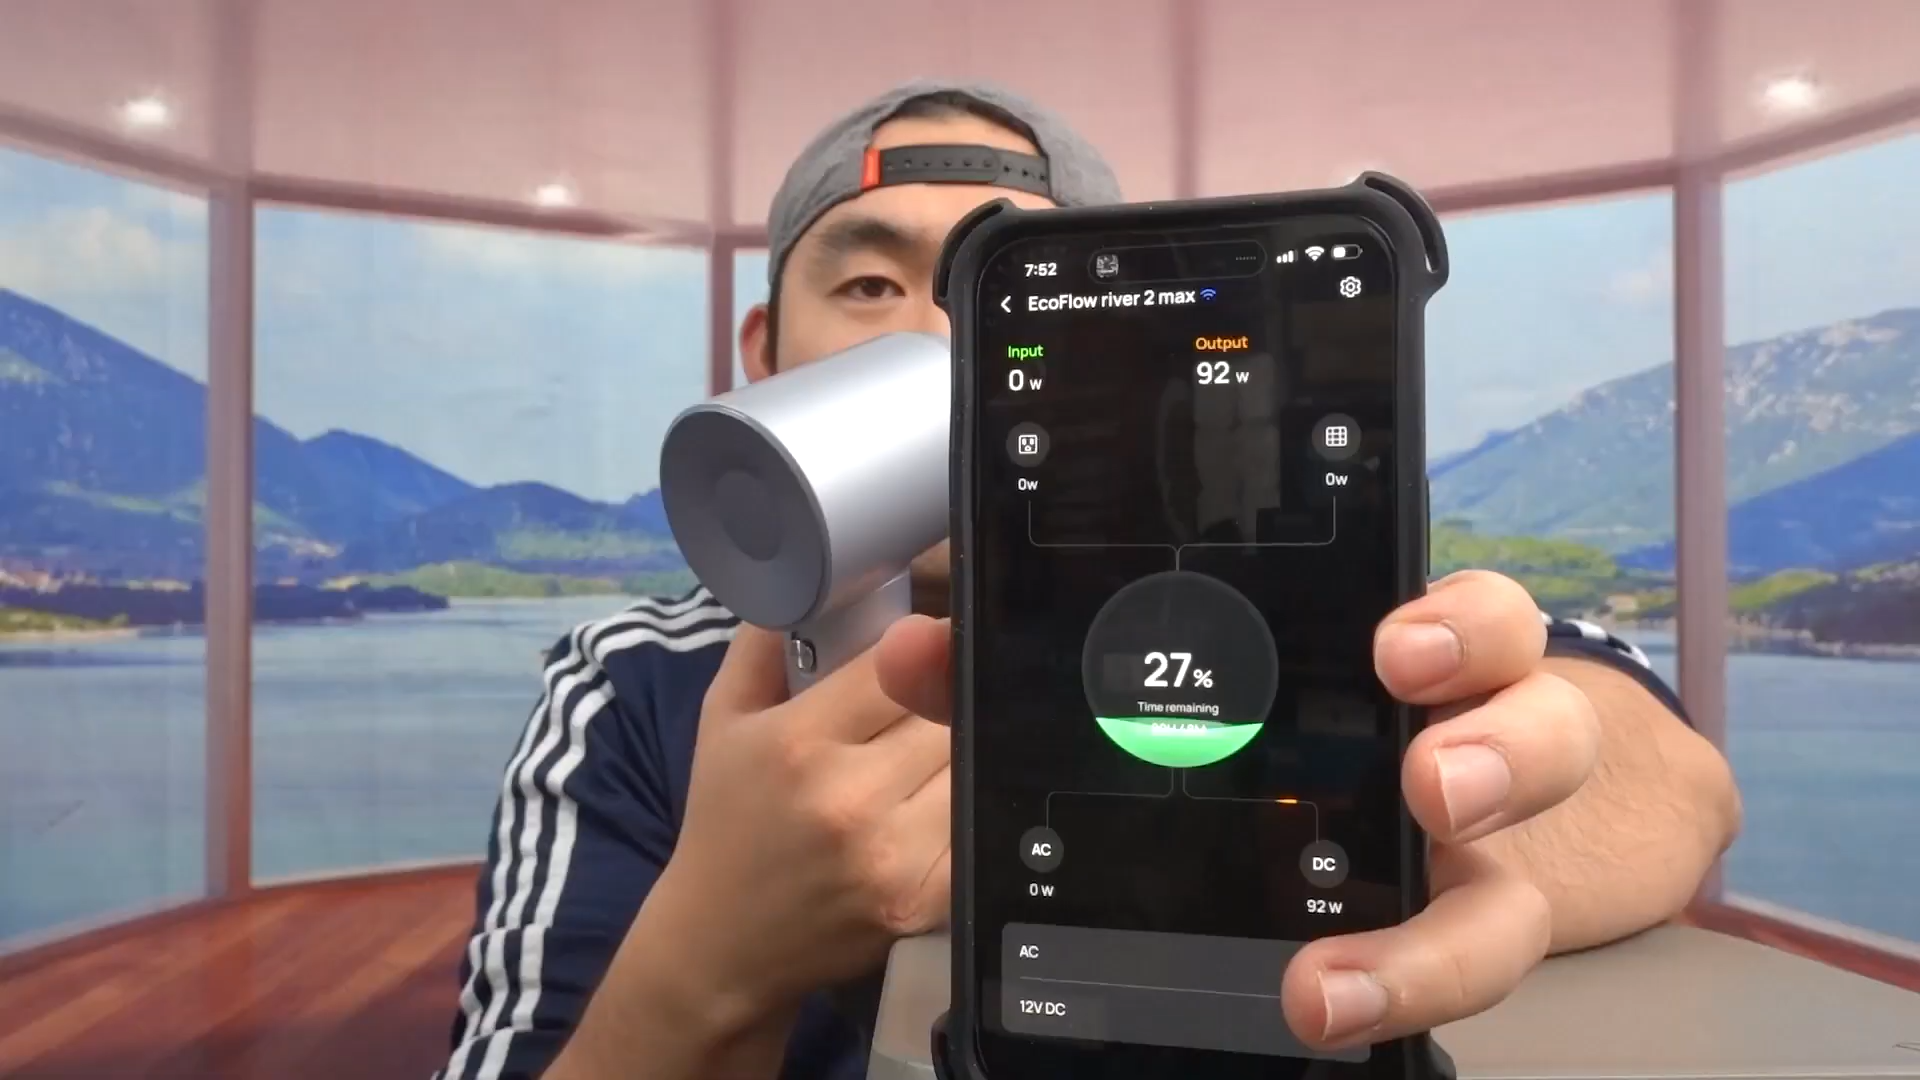 7:52
EcoFlow river 2 max
Input
Output
0 w
92 w
0w
0w
27%
Time remaining
AC
DC
0 w
92 w
AC
12V DC